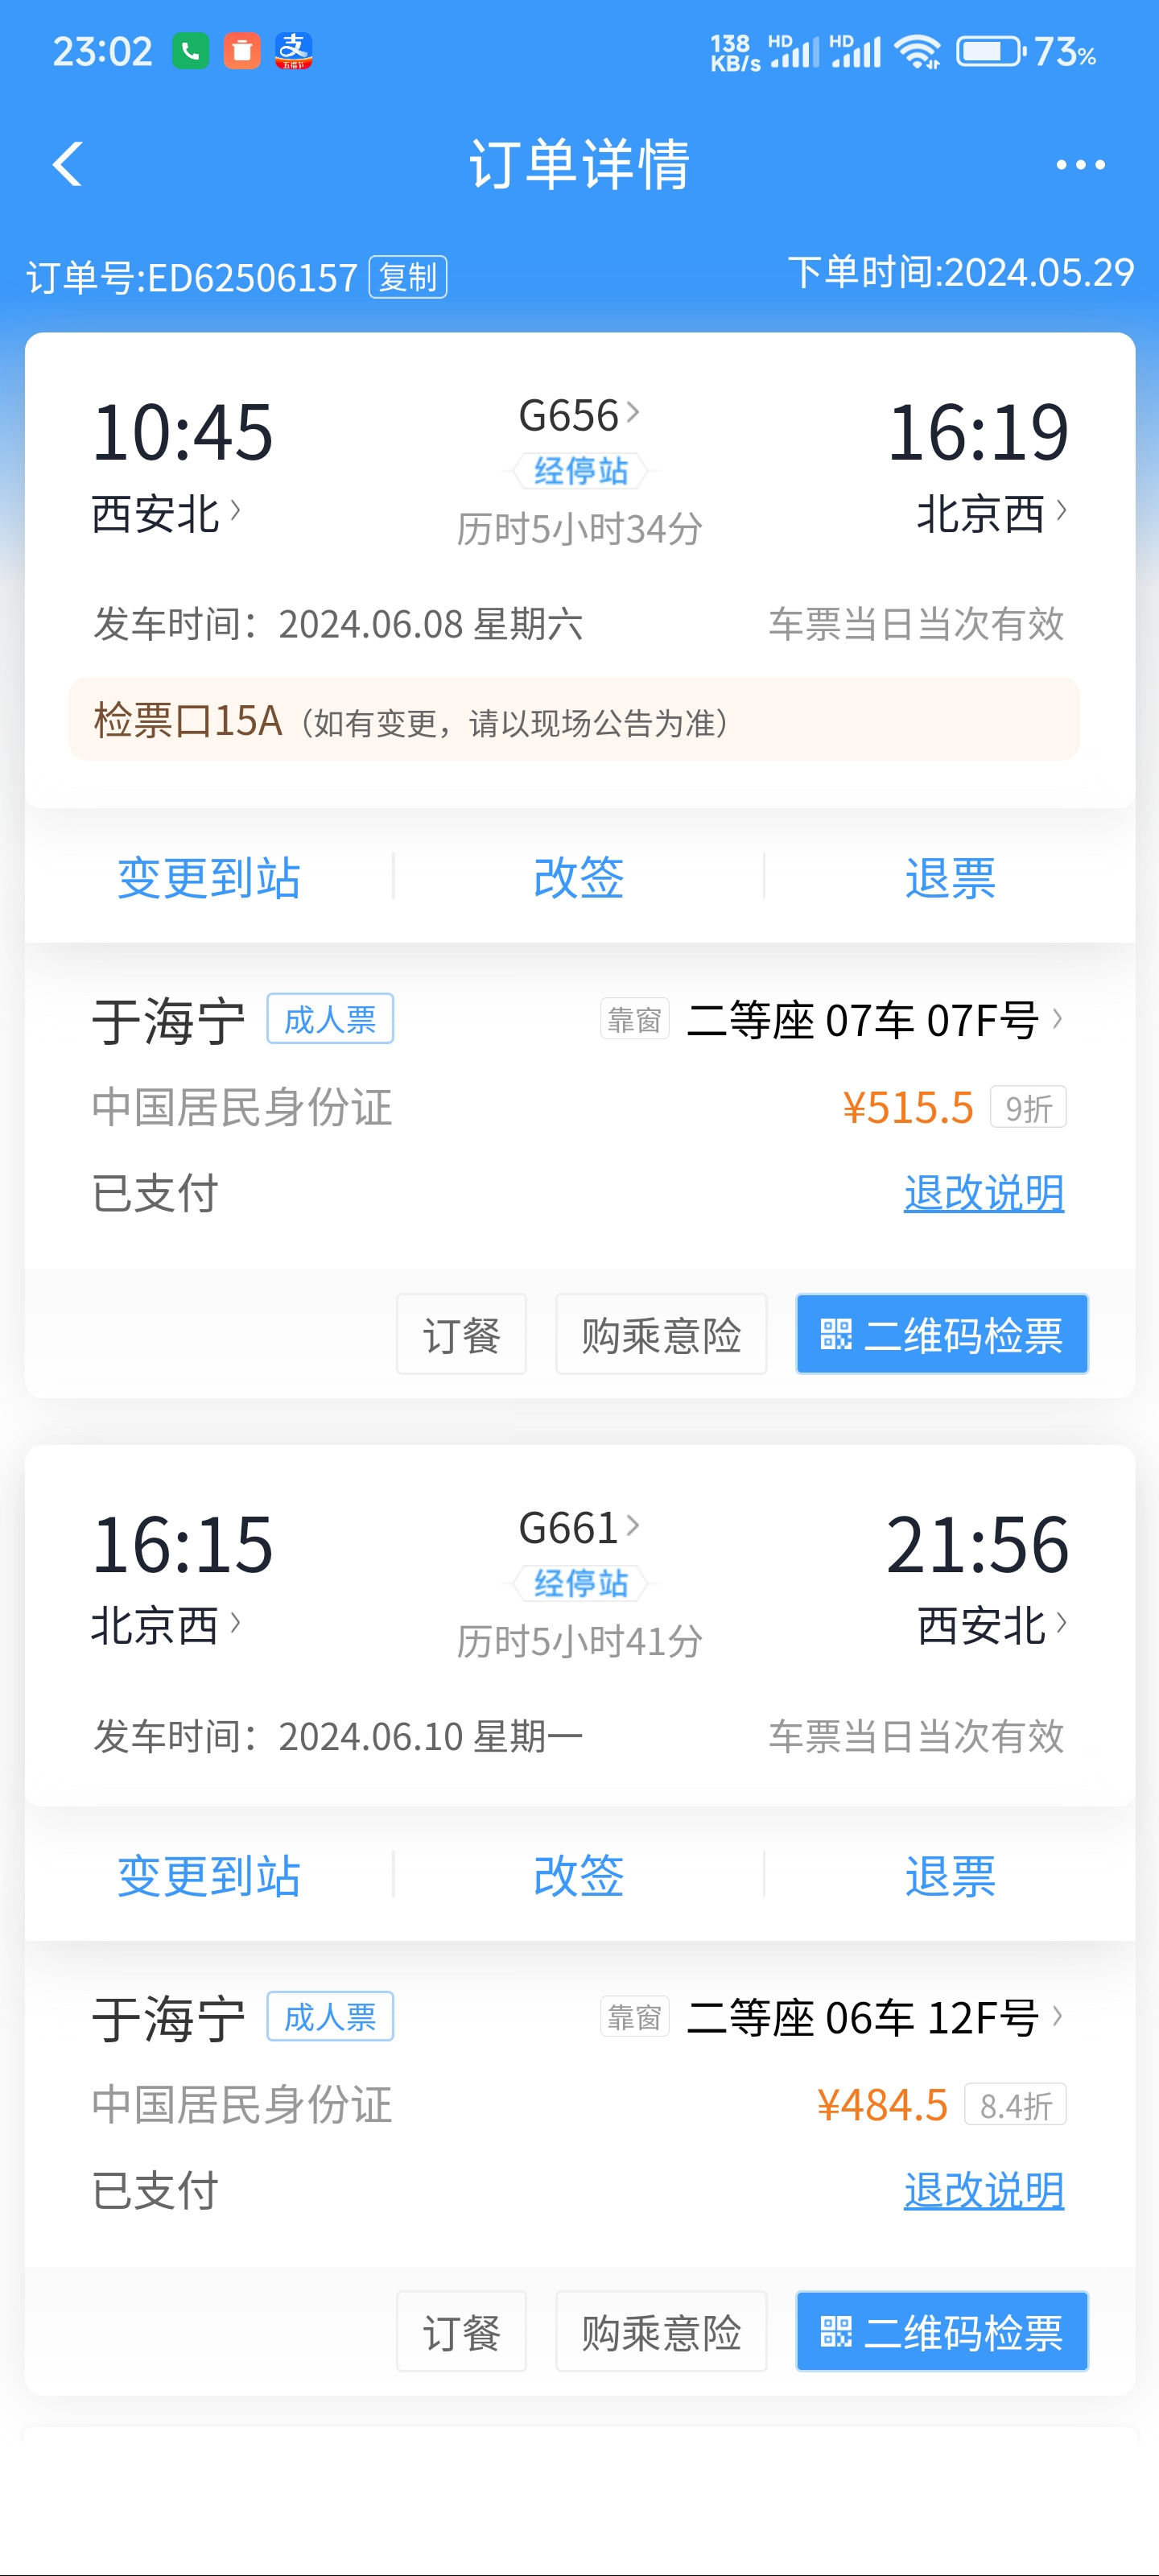 23:02 支 五福节 138 KB/s HD HD 73%
订单详情
订单号:ED62506157 复制 下单时间:2024.05.29
10:45 G656 16:19
经停站
西安北 北京西
历时5小时34分
发车时间：2024.06.08 星期六 车票当日当次有效
检票口15A（如有变更，请以现场公告为准）
变更到站 改签 退票
于海宁 成人票 靠窗 二等座 07车 07F号
中国居民身份证 ¥515.5 9折
已支付 退改说明
订餐 购乘意险 二维码检票
16:15 G661 21:56
经停站
北京西 西安北
历时5小时41分
发车时间：2024.06.10 星期一 车票当日当次有效
变更到站 改签 退票
于海宁 成人票 靠窗 二等座 06车 12F号
中国居民身份证 ¥484.5 8.4折
已支付 退改说明
订餐 购乘意险 二维码检票